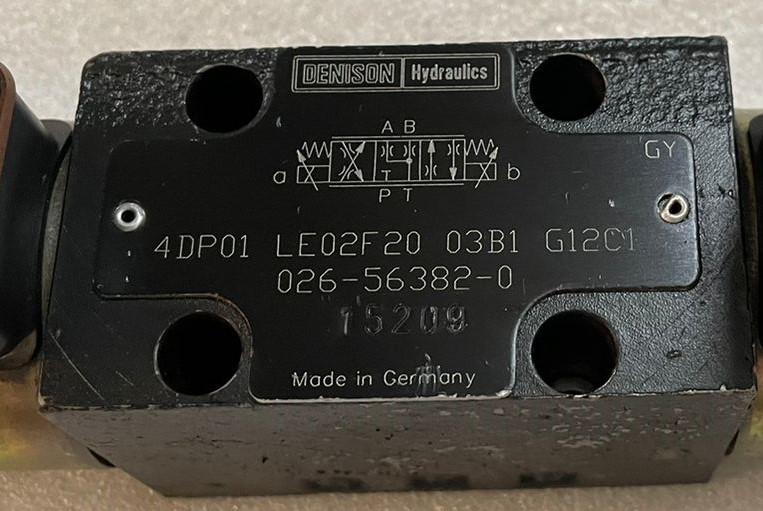 DENISON Hydraulics
A B
GY
a b
T
P T
4DP01 LE02F20 03B1 G12C1
026-56382-0
15209
Made in Germany